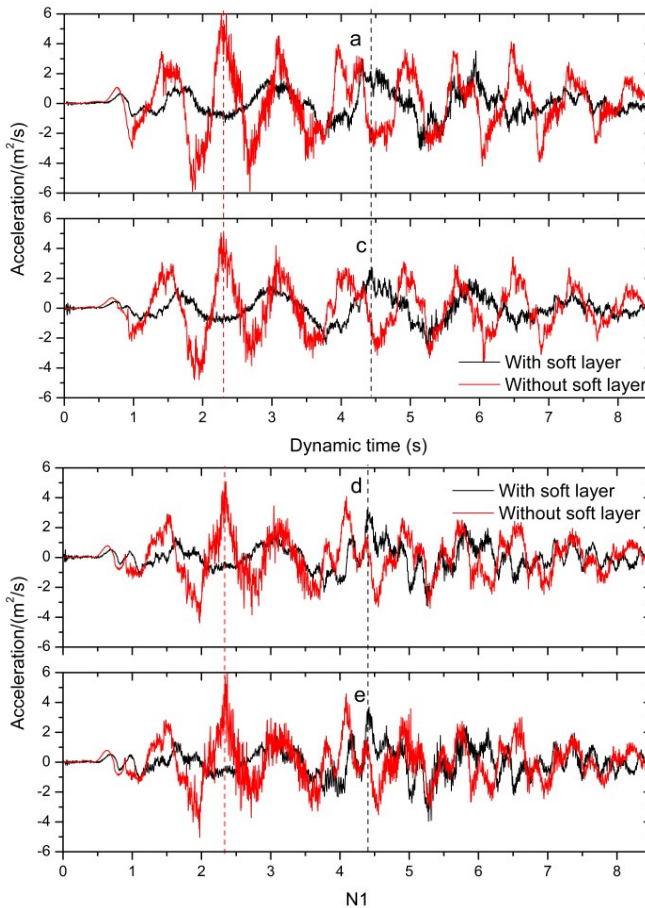 6
4
2
0
-2
-4
6
a
6
4
2
0
-2
-4
-6
c
With soft layer
Without soft layer
0 1 2 3 4 5 6 7 8
Dynamic time (s)
Acceleration/(m²/s)
6
4
2
0
-2
-4
-6
d
With soft layer
Without soft layer
6
4
2
0
-2
-4
-6
e
0 1 2 3 4 5 6 7 8
N1
Acceleration/(m²/s)